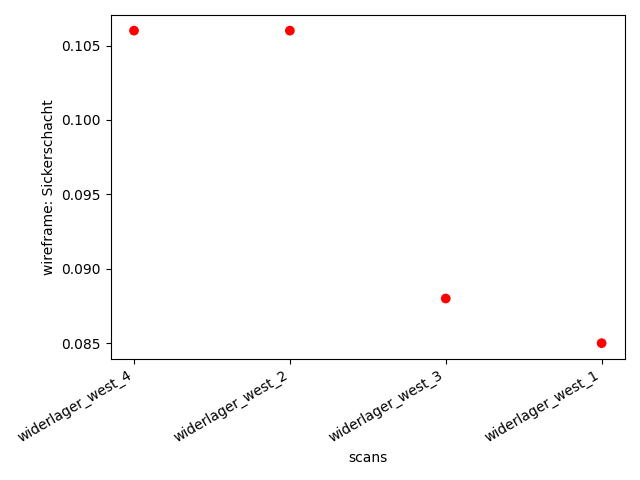 0.105
0.100
0.095
0.090
0.085
wireframe: Sickerschacht
widerlager_west_4
widerlager_west_2
widerlager_west_3
widerlager_west_1
scans